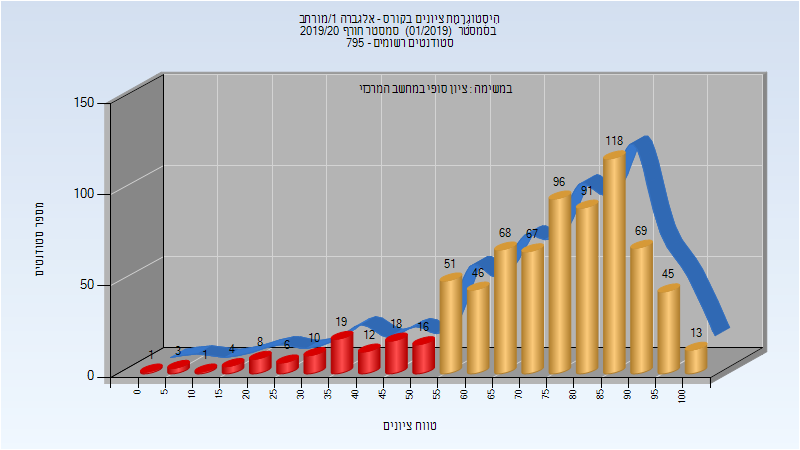 היסטוגרמת ציונים בקורס - אלגברה 1/מורחב
בסמסטר (01/2019) סמסטר חורף 2019/20
סטודנטים רשומים - 795
במשימה : ציון סופי במחשב המרכזי
מספר סטודנטים
150
100
50
0
1 3 1 4 8 6 10 19 12 18 16 51 46 68 67 96 91 118 69 45 13
0 5 10 15 20 25 30 35 40 45 50 55 60 65 70 75 80 85 90 95 100
טווח ציונים